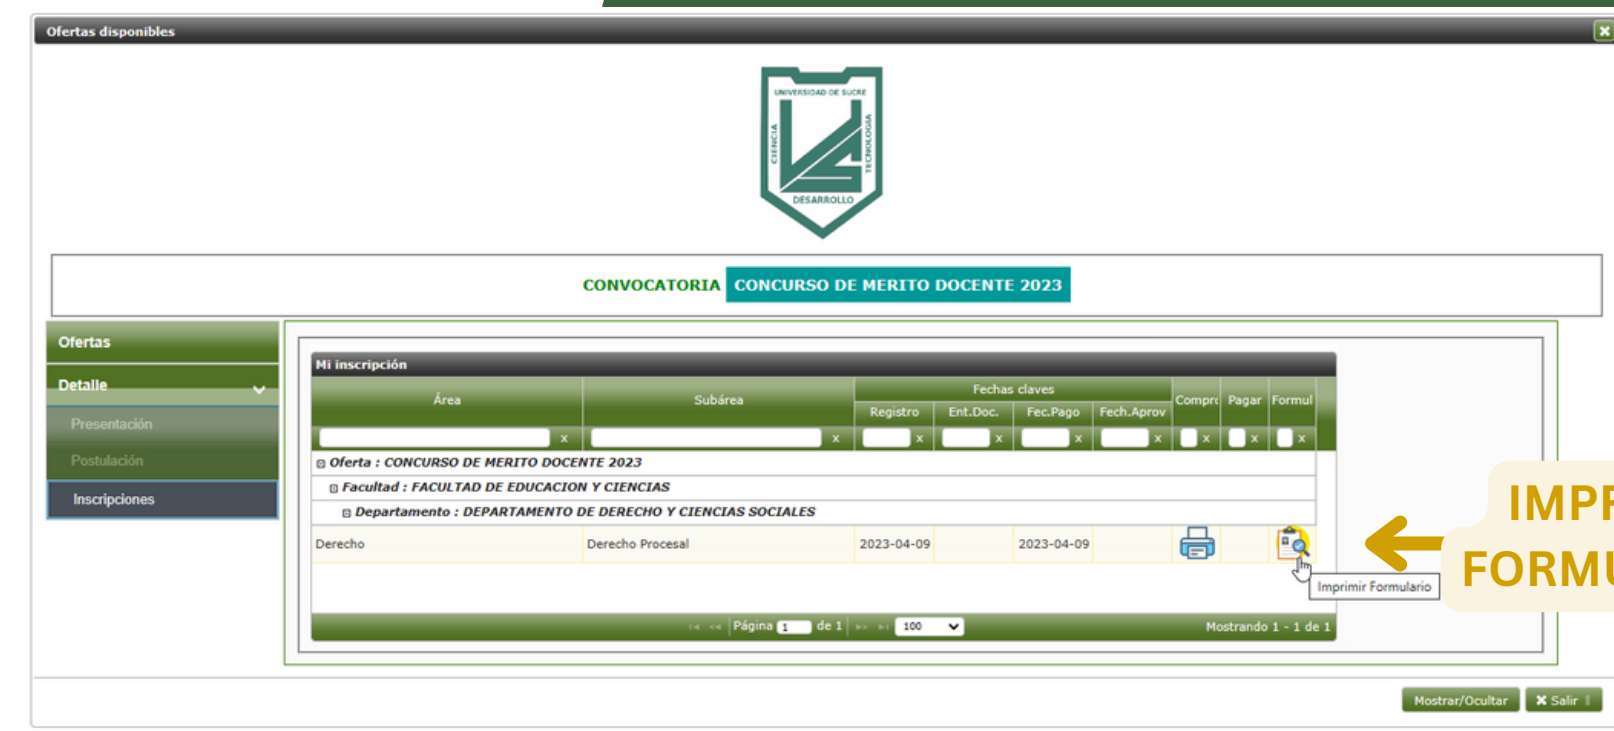 Ofertas disponibles
UNIVERSIDAD DE SUCRE
CIENCIA
TECNOLOGÍA
DESARROLLO
CONVOCATORIA CONCURSO DE MERITO DOCENTE 2023
Ofertas
Detalle
Presentación
Postulación
Inscripciones
Mi inscripción
Área Subárea Fechas claves Compro Pagar Formul
Registro Ent.Doc. Fec.Pago Fech.Aprov
x x x x x x x x x
Oferta : CONCURSO DE MERITO DOCENTE 2023
Facultad : FACULTAD DE EDUCACION Y CIENCIAS
Departamento : DEPARTAMENTO DE DERECHO Y CIENCIAS SOCIALES
Derecho Derecho Procesal 2023-04-09 2023-04-09
Imprimir Formulario
IMPR
FORMU
Página 1 de 1 100 Mostrando 1 - 1 de 1
Mostrar/Ocultar Salir